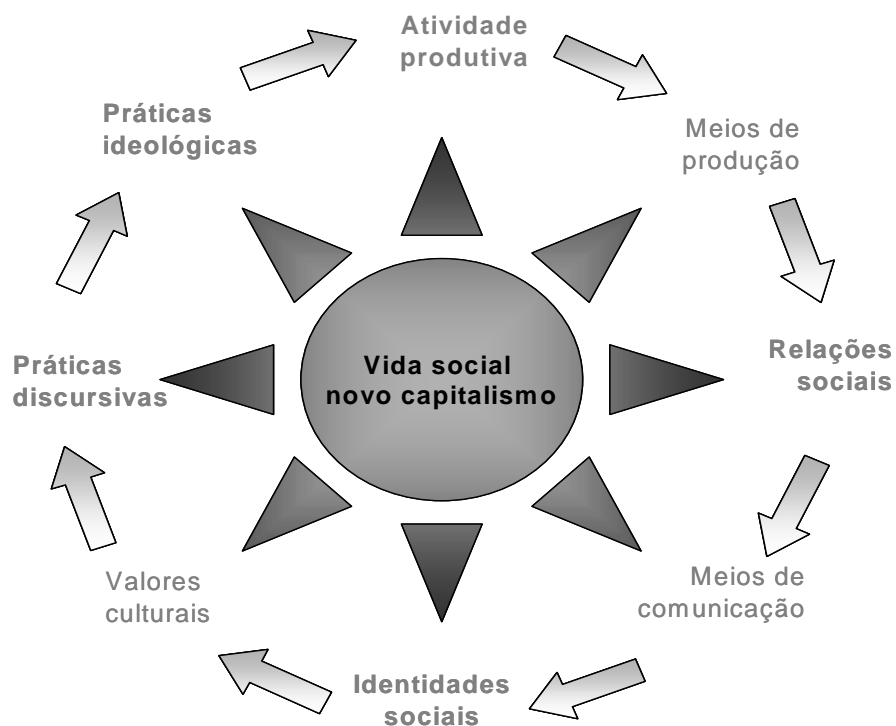 Atividade
produtiva
Meios de
produção
Relações
sociais
Meios de
comunicação
Identidades
sociais
Valores
culturais
Práticas
discursivas
Práticas
ideológicas
Vida social
novo capitalismo